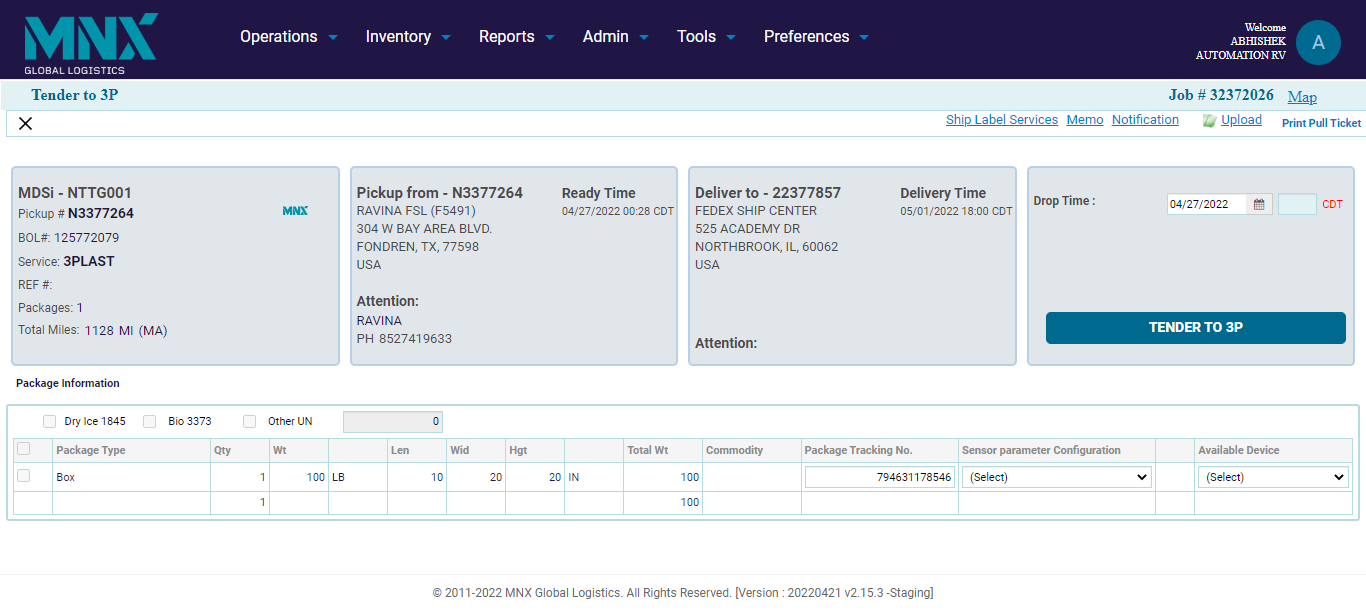 MNX
GLOBAL LOGISTICS
Operations Inventory Reports Admin Tools Preferences
Welcome
ABHISHEK
AUTOMATION RV
A
Tender to 3P
Job # 32372026 Map
Ship Label Services Memo Notification Upload Print Pull Ticket
MDSi - NTTG001
Pickup # N3377264
MNX
BOL#: 125772079
Service: 3PLAST
REF #:
Packages: 1
Total Miles: 1128 MI (MA)
Pickup from - N3377264
RAVINA FSL (F5491)
304 W BAY AREA BLVD.
FONDREN, TX, 77598
USA
Attention:
RAVINA
PH 8527419633
Ready Time
04/27/2022 00:28 CDT
Deliver to - 22377857
FEDEX SHIP CENTER
525 ACADEMY DR
NORTHBROOK, IL, 60062
USA
Attention:
Delivery Time
05/01/2022 18:00 CDT
Drop Time : 04/27/2022 CDT
TENDER TO 3P
Package Information
Dry Ice 1845 Bio 3373 Other UN 0
Package Type Qty Wt Len Wid Hgt Total Wt Commodity Package Tracking No. Sensor parameter Configuration Available Device
Box 1 100 LB 10 20 20 IN 100 794631178546 (Select) (Select)
1 100
© 2011-2022 MNX Global Logistics. All Rights Reserved. [Version : 20220421 v2.15.3 -Staging]